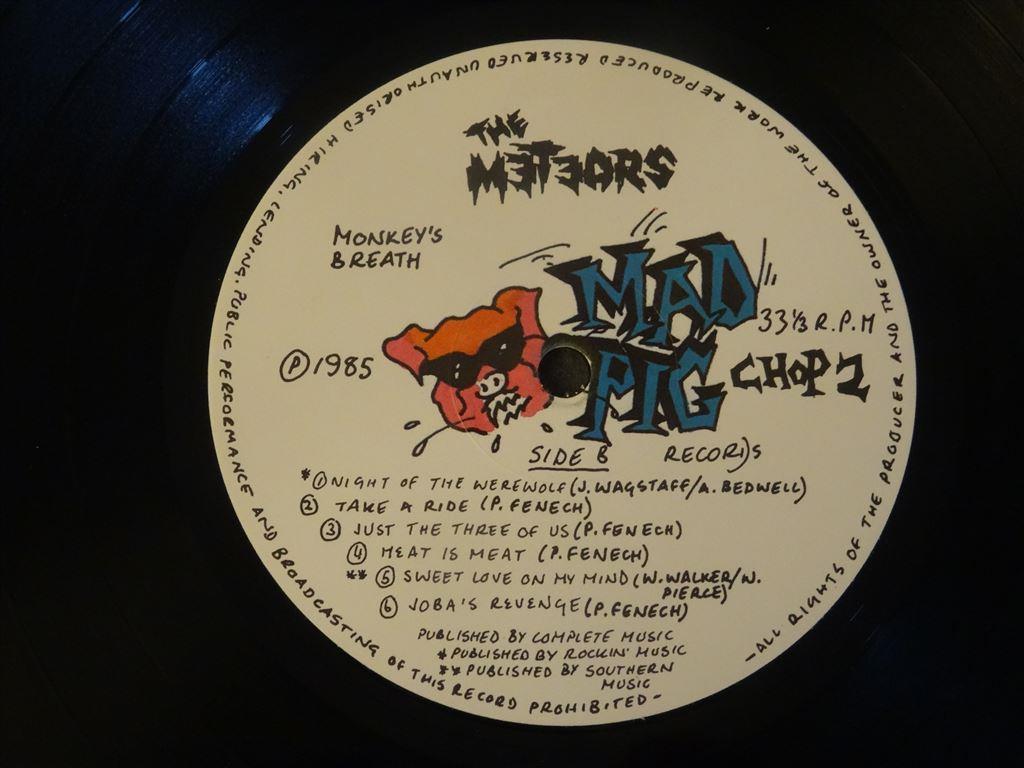 THE
METEORS
MONKEY'S
BREATH
MAD
PIG
33⅓ R.P.M
CHOP 2
Ⓟ1985
SIDE B
RECORDS
*① NIGHT OF THE WEREWOLF (J. WAGSTAFF/A. BEDWELL)
② TAKE A RIDE (P. FENECH)
③ JUST THE THREE OF US (P. FENECH)
④ MEAT IS MEAT (P. FENECH)
** ⑤ SWEET LOVE ON MY MIND (W. WALKER/W.
PIERCE)
⑥ JOBA'S REVENGE (P. FENECH)
PUBLISHED BY COMPLETE MUSIC
*PUBLISHED BY ROCKIN' MUSIC
**PUBLISHED BY SOUTHERN
MUSIC
-ALL RIGHTS OF THE PRODUCER AND THE OWNER OF THE WORK REPRODUCED RESERVED UNAUTHORISED HIRING, LENDING, PUBLIC PERFORMANCE AND BROADCASTING OF THIS RECORD PROHIBITED-